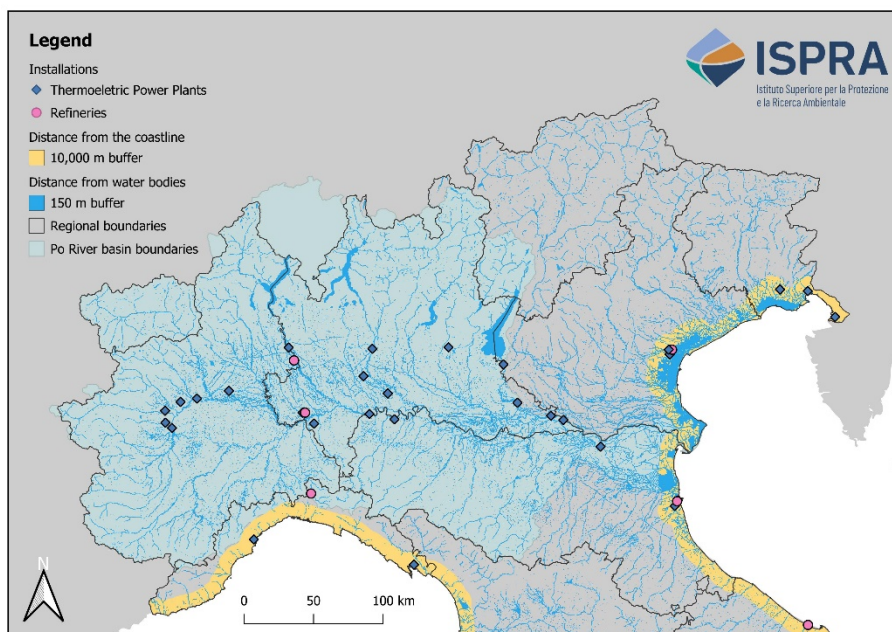 Legend
Installations
Thermoeletric Power Plants
Refineries
Distance from the coastline
10,000 m buffer
Distance from water bodies
150 m buffer
Regional boundaries
Po River basin boundaries
ISPRA
Istituto Superiore per la Protezione
e la Ricerca Ambientale
N
0 50 100 km